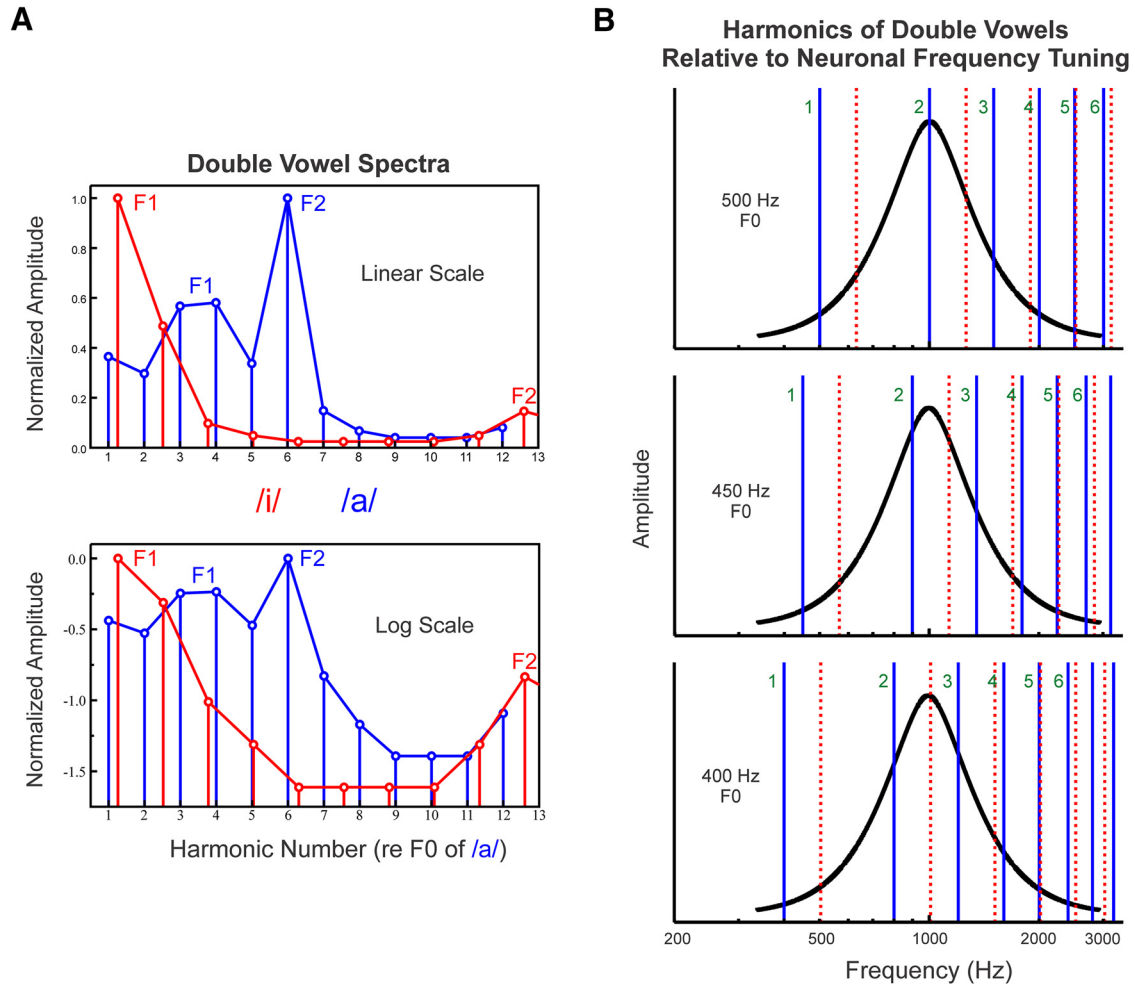 A
Double Vowel Spectra
Normalized Amplitude
1.0
0.8
0.6
0.4
0.2
0.0
F1
F1
F2
Linear Scale
F2
1 2 3 4 5 6 7 8 9 10 11 12 13
/i/ /a/
Normalized Amplitude
0.0
-0.5
-1.0
-1.5
F1
F1
F2
Log Scale
F2
1 2 3 4 5 6 7 8 9 10 11 12 13
Harmonic Number (re F0 of /a/)
B
Harmonics of Double Vowels
Relative to Neuronal Frequency Tuning
1 2 3 4 5 6
500 Hz
F0
1 2 3 4 5 6
450 Hz
F0
Amplitude
1 2 3 4 5 6
400 Hz
F0
200 500 1000 2000 3000
Frequency (Hz)